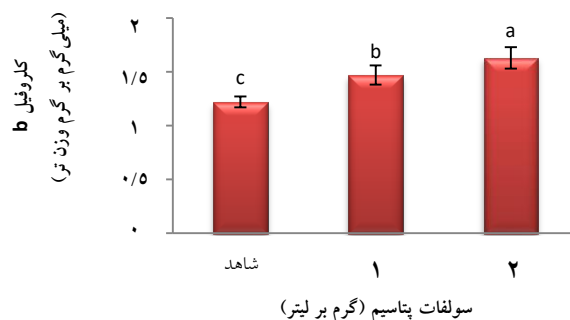 کلروفیل b
(میلی گرم بر گرم وزن تر)
۲
۱/۵
۱
۰/۵
۰
c
b
a
شاهد
۱
۲
سولفات پتاسیم (گرم بر لیتر)